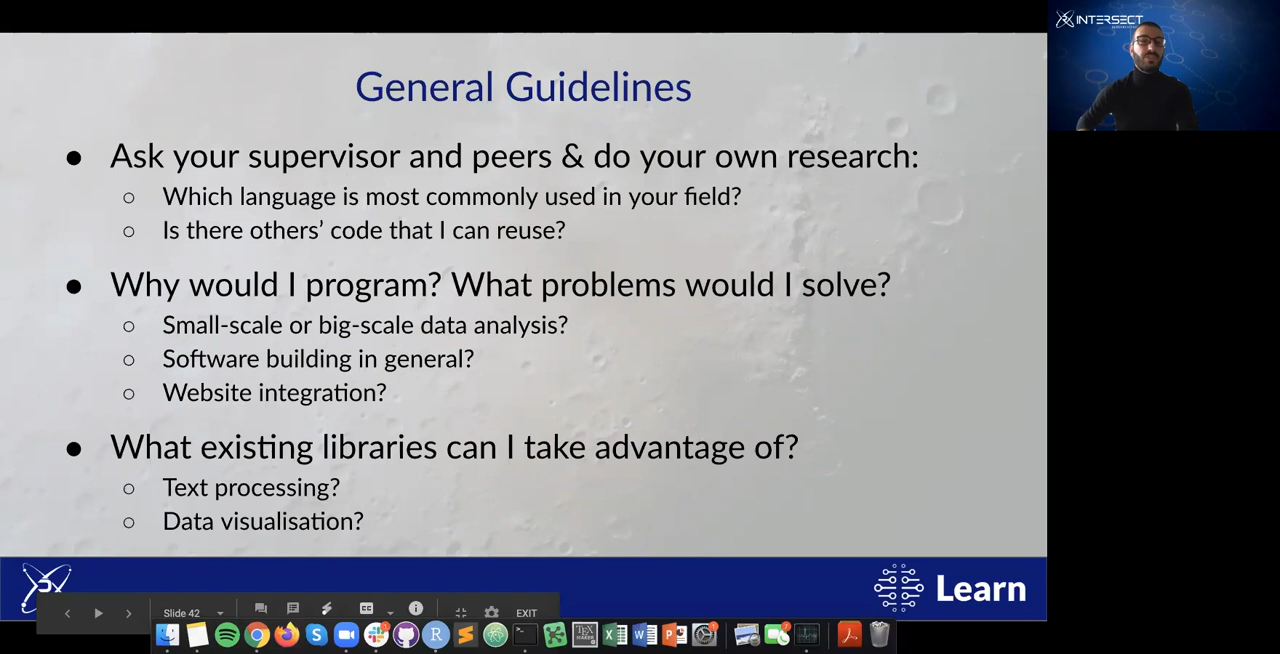 General Guidelines
● Ask your supervisor and peers & do your own research:
○ Which language is most commonly used in your field?
○ Is there others’ code that I can reuse?
● Why would I program? What problems would I solve?
○ Small-scale or big-scale data analysis?
○ Software building in general?
○ Website integration?
● What existing libraries can I take advantage of?
○ Text processing?
○ Data visualisation?
Learn
Slide 42
CC
EXIT
INTERSECT